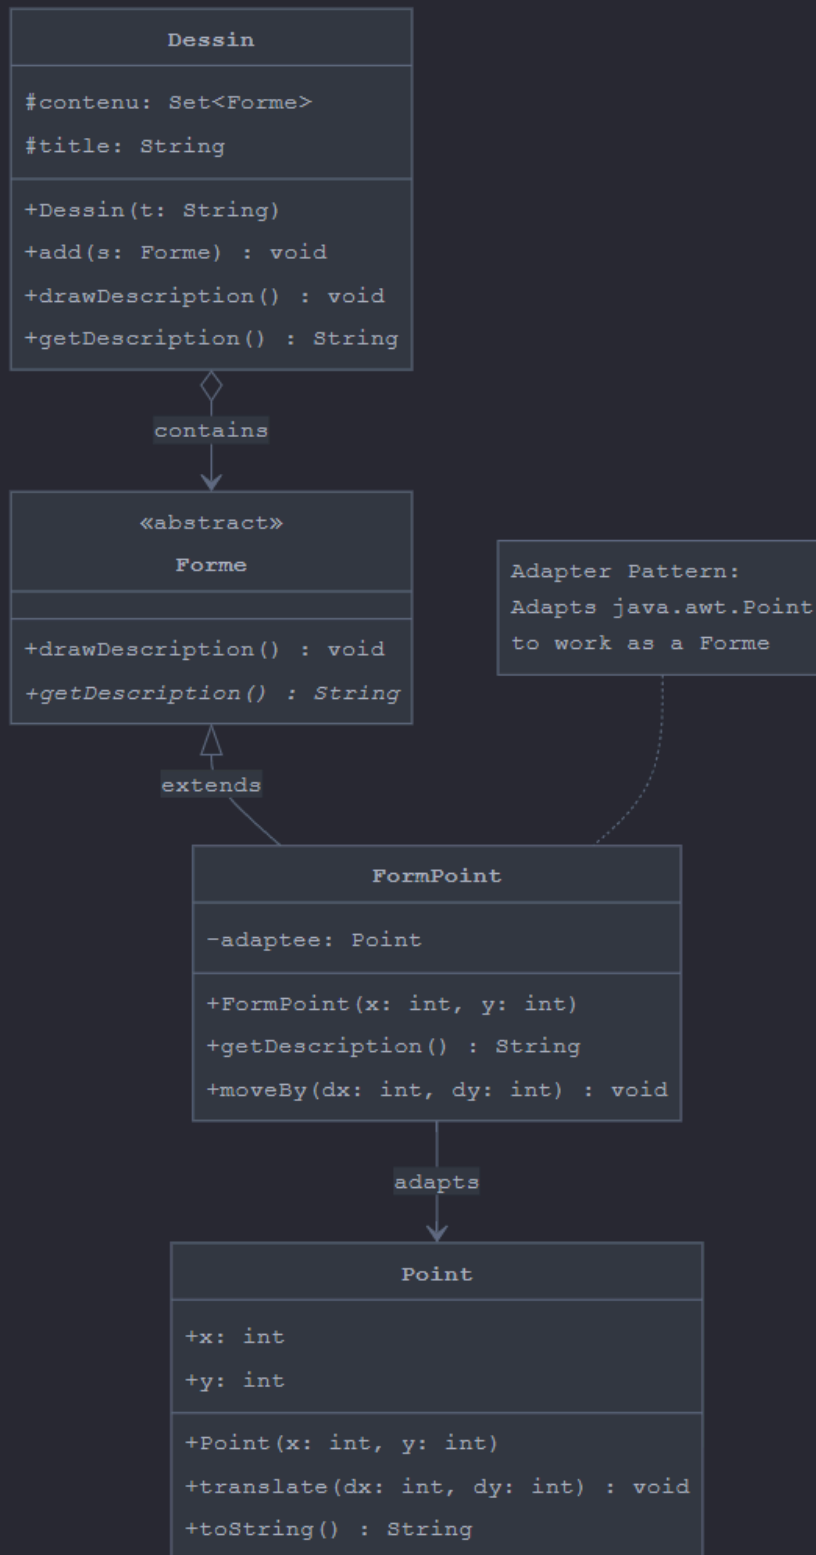 Dessin
#contenu: Set<Forme>
#title: String
+Dessin(t: String)
+add(s: Forme) : void
+drawDescription() : void
+getDescription() : String
contains
«abstract»
Forme
+drawDescription() : void
+getDescription() : String
Adapter Pattern:
Adapts java.awt.Point
to work as a Forme
extends
FormPoint
-adaptee: Point
+FormPoint(x: int, y: int)
+getDescription() : String
+moveBy(dx: int, dy: int) : void
adapts
Point
+x: int
+y: int
+Point(x: int, y: int)
+translate(dx: int, dy: int) : void
+toString() : String